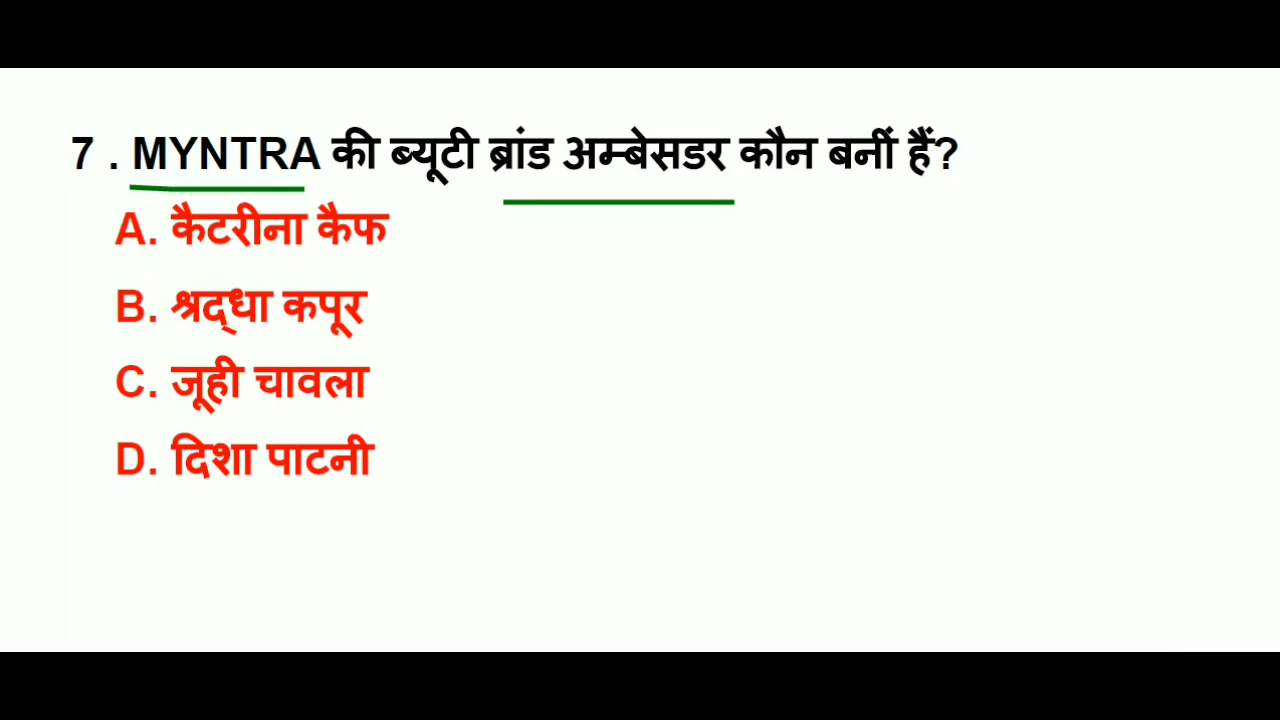 7 . MYNTRA की ब्यूटी ब्रांड अम्बेसडर कौन बनीं हैं?
A. कैटरीना कैफ
B. श्रद्‌धा कपूर
C. जूही चावला
D. दिशा पाटनी